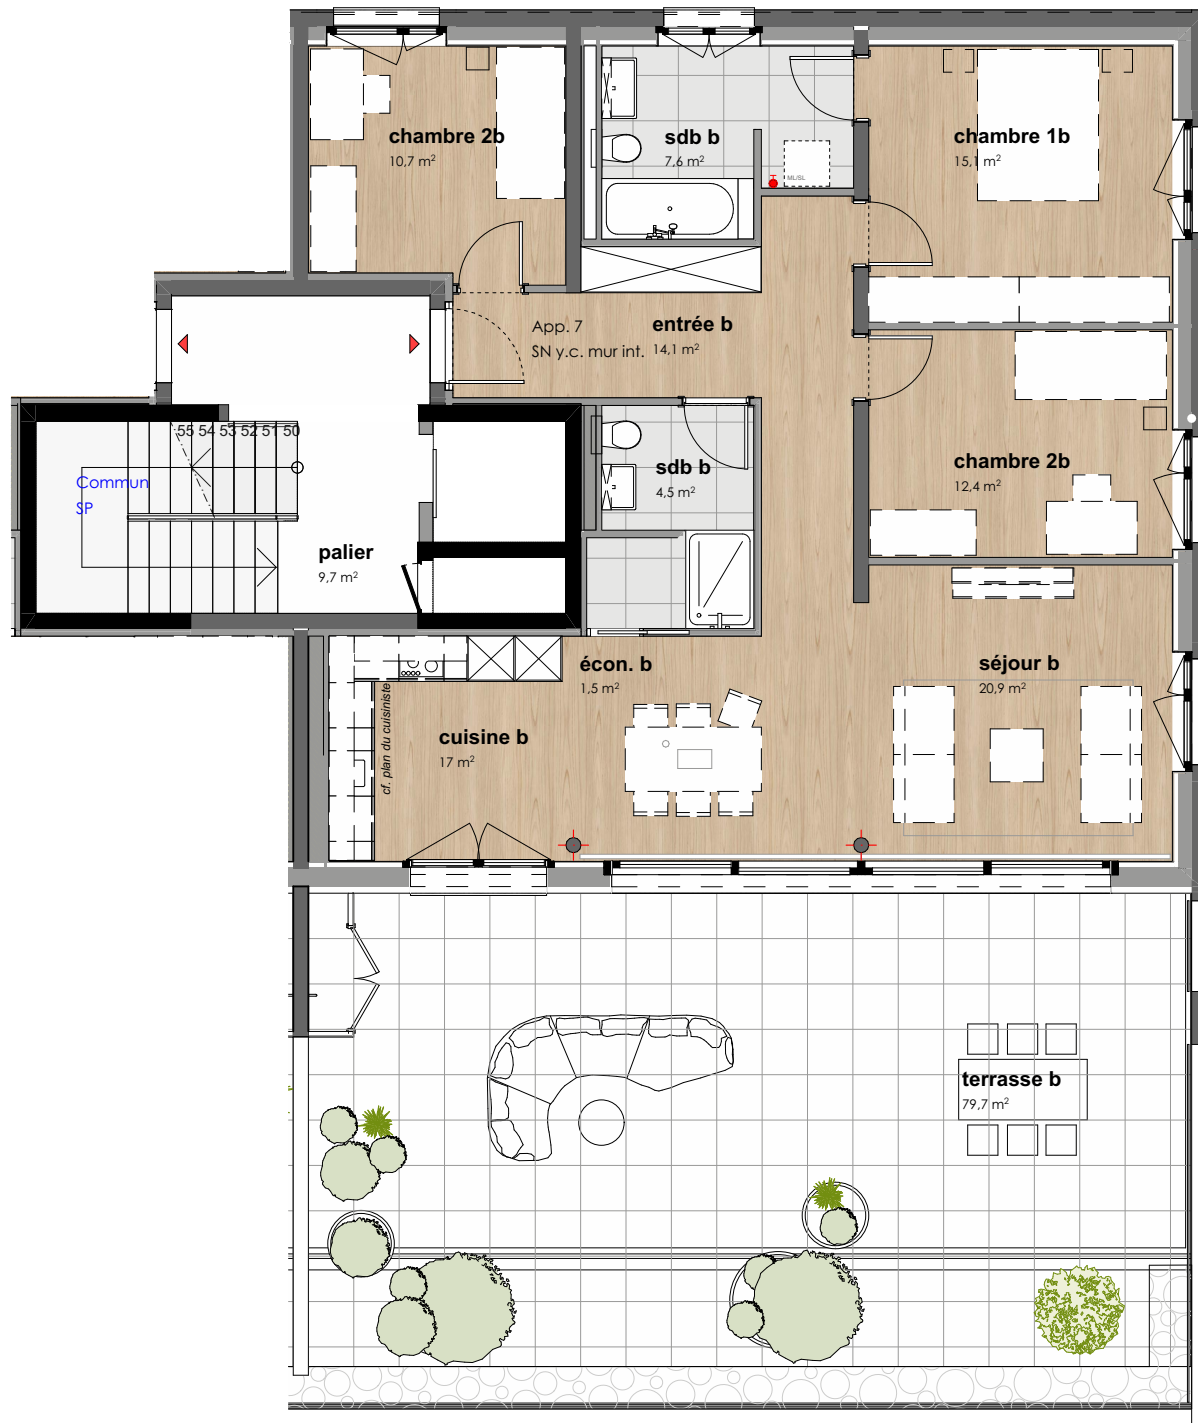 chambre 2b
10,7 m²
sdb b
7,6 m²
ML/SL
chambre 1b
15,1 m²
App. 7
SN y.c. mur int.
entrée b
14,1 m²
55 54 53 52 51 50
Commun
SP
palier
9,7 m²
sdb b
4,5 m²
chambre 2b
12,4 m²
écon. b
1,5 m²
séjour b
20,9 m²
cuisine b
17 m²
cf. plan du cuisiniste
terrasse b
79,7 m²